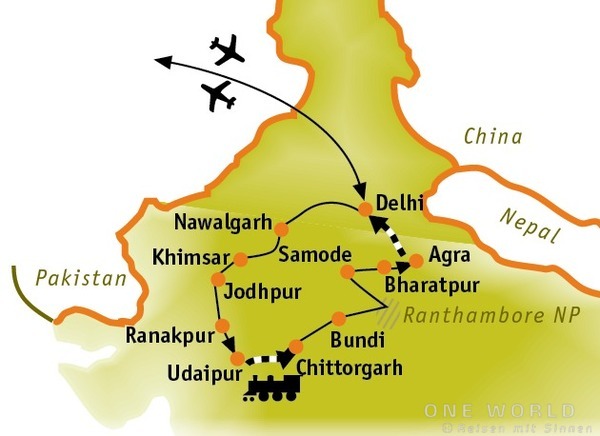 China
Delhi
Nepal
Nawalgarh
Khimsar
Samode
Agra
Pakistan
Jodhpur
Bharatpur
Ranthambore NP
Ranakpur
Bundi
Udaipur
Chittorgarh
ONE WORLD
© Reisen mit Sinnen